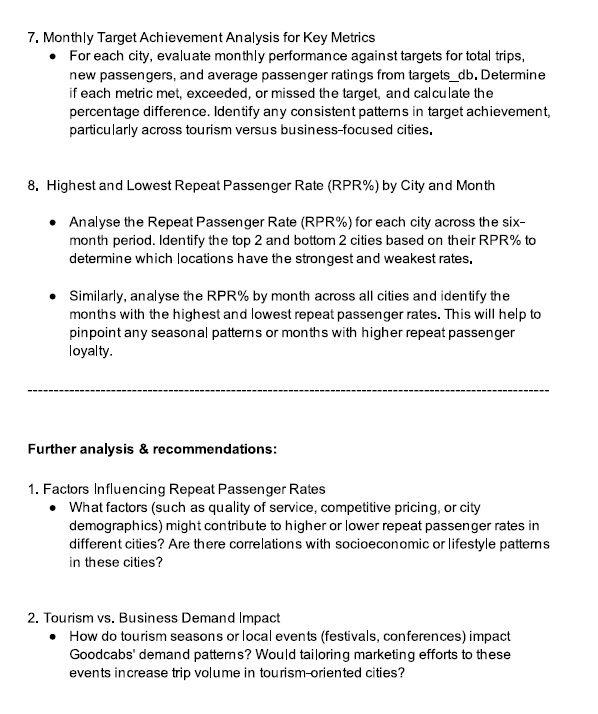 7. Monthly Target Achievement Analysis for Key Metrics
● For each city, evaluate monthly performance against targets for total trips,
new passengers, and average passenger ratings from targets_db. Determine
if each metric met, exceeded, or missed the target, and calculate the
percentage difference. Identify any consistent patterns in target achievement,
particularly across tourism versus business-focused cities.
8. Highest and Lowest Repeat Passenger Rate (RPR%) by City and Month
● Analyse the Repeat Passenger Rate (RPR%) for each city across the six-
month period. Identify the top 2 and bottom 2 cities based on their RPR% to
determine which locations have the strongest and weakest rates.
● Similarly, analyse the RPR% by month across all cities and identify the
months with the highest and lowest repeat passenger rates. This will help to
pinpoint any seasonal patterns or months with higher repeat passenger
loyalty.
Further analysis & recommendations:
1. Factors Influencing Repeat Passenger Rates
● What factors (such as quality of service, competitive pricing, or city
demographics) might contribute to higher or lower repeat passenger rates in
different cities? Are there correlations with socioeconomic or lifestyle patterns
in these cities?
2. Tourism vs. Business Demand Impact
● How do tourism seasons or local events (festivals, conferences) impact
Goodcabs' demand patterns? Would tailoring marketing efforts to these
events increase trip volume in tourism-oriented cities?